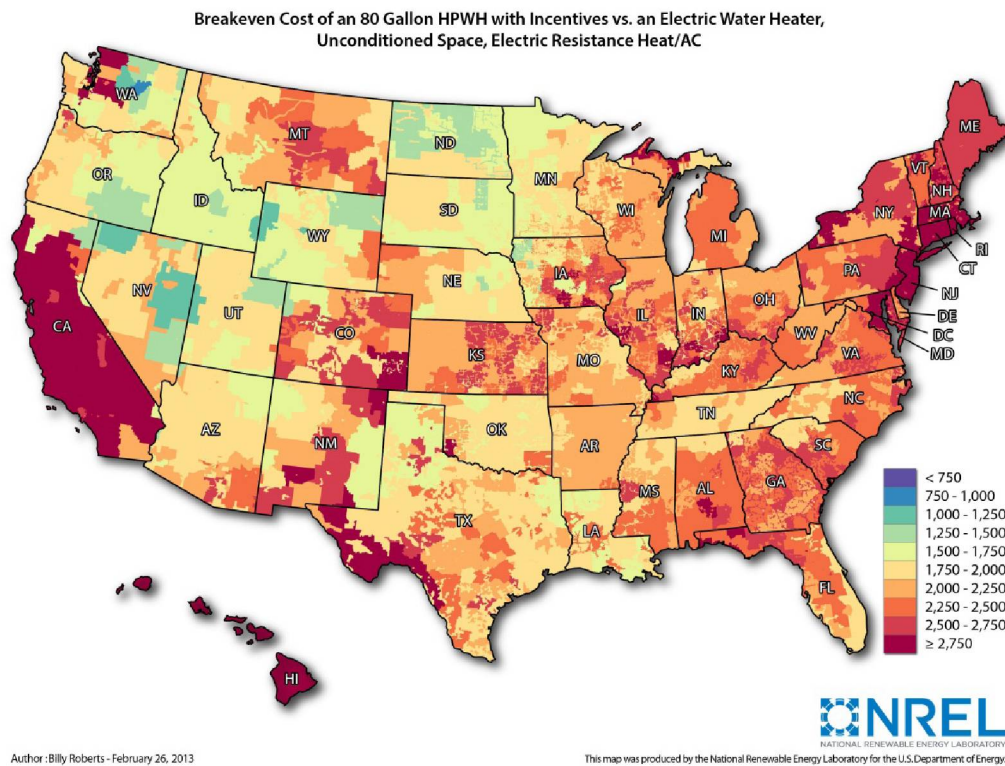 Breakeven Cost of an 80 Gallon HPWH with Incentives vs. an Electric Water Heater,
Unconditioned Space, Electric Resistance Heat/AC
WA
MT
ND
MN
ME
VT
NH
OR
ID
SD
WI
NY
MA
WY
MI
RI
CT
IA
PA
NJ
NE
NV
OH
UT
IL
IN
DE
DC
CA
CO
WV
MD
KS
MO
VA
KY
NC
TN
AZ
NM
OK
AR
SC
MS
AL
GA
TX
LA
FL
HI
< 750
750 - 1,000
1,000 - 1,250
1,250 - 1,500
1,500 - 1,750
1,750 - 2,000
2,000 - 2,250
2,250 - 2,500
2,500 - 2,750
≥ 2,750
NREL
NATIONAL RENEWABLE ENERGY LABORATORY
Author : Billy Roberts - February 26, 2013
This map was produced by the National Renewable Energy Laboratory for the U.S. Department of Energy.